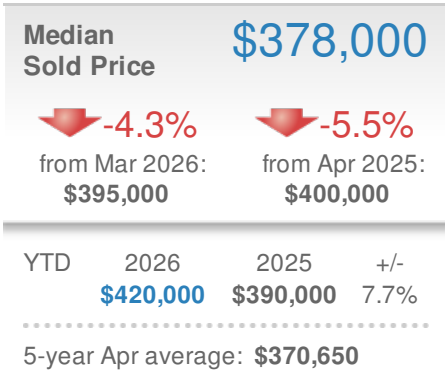 Median $378,000
Sold Price
-4.3% -5.5%
from Mar 2026: from Apr 2025:
$395,000 $400,000
YTD 2026 2025 +/-
$420,000 $390,000 7.7%
5-year Apr average: $370,650